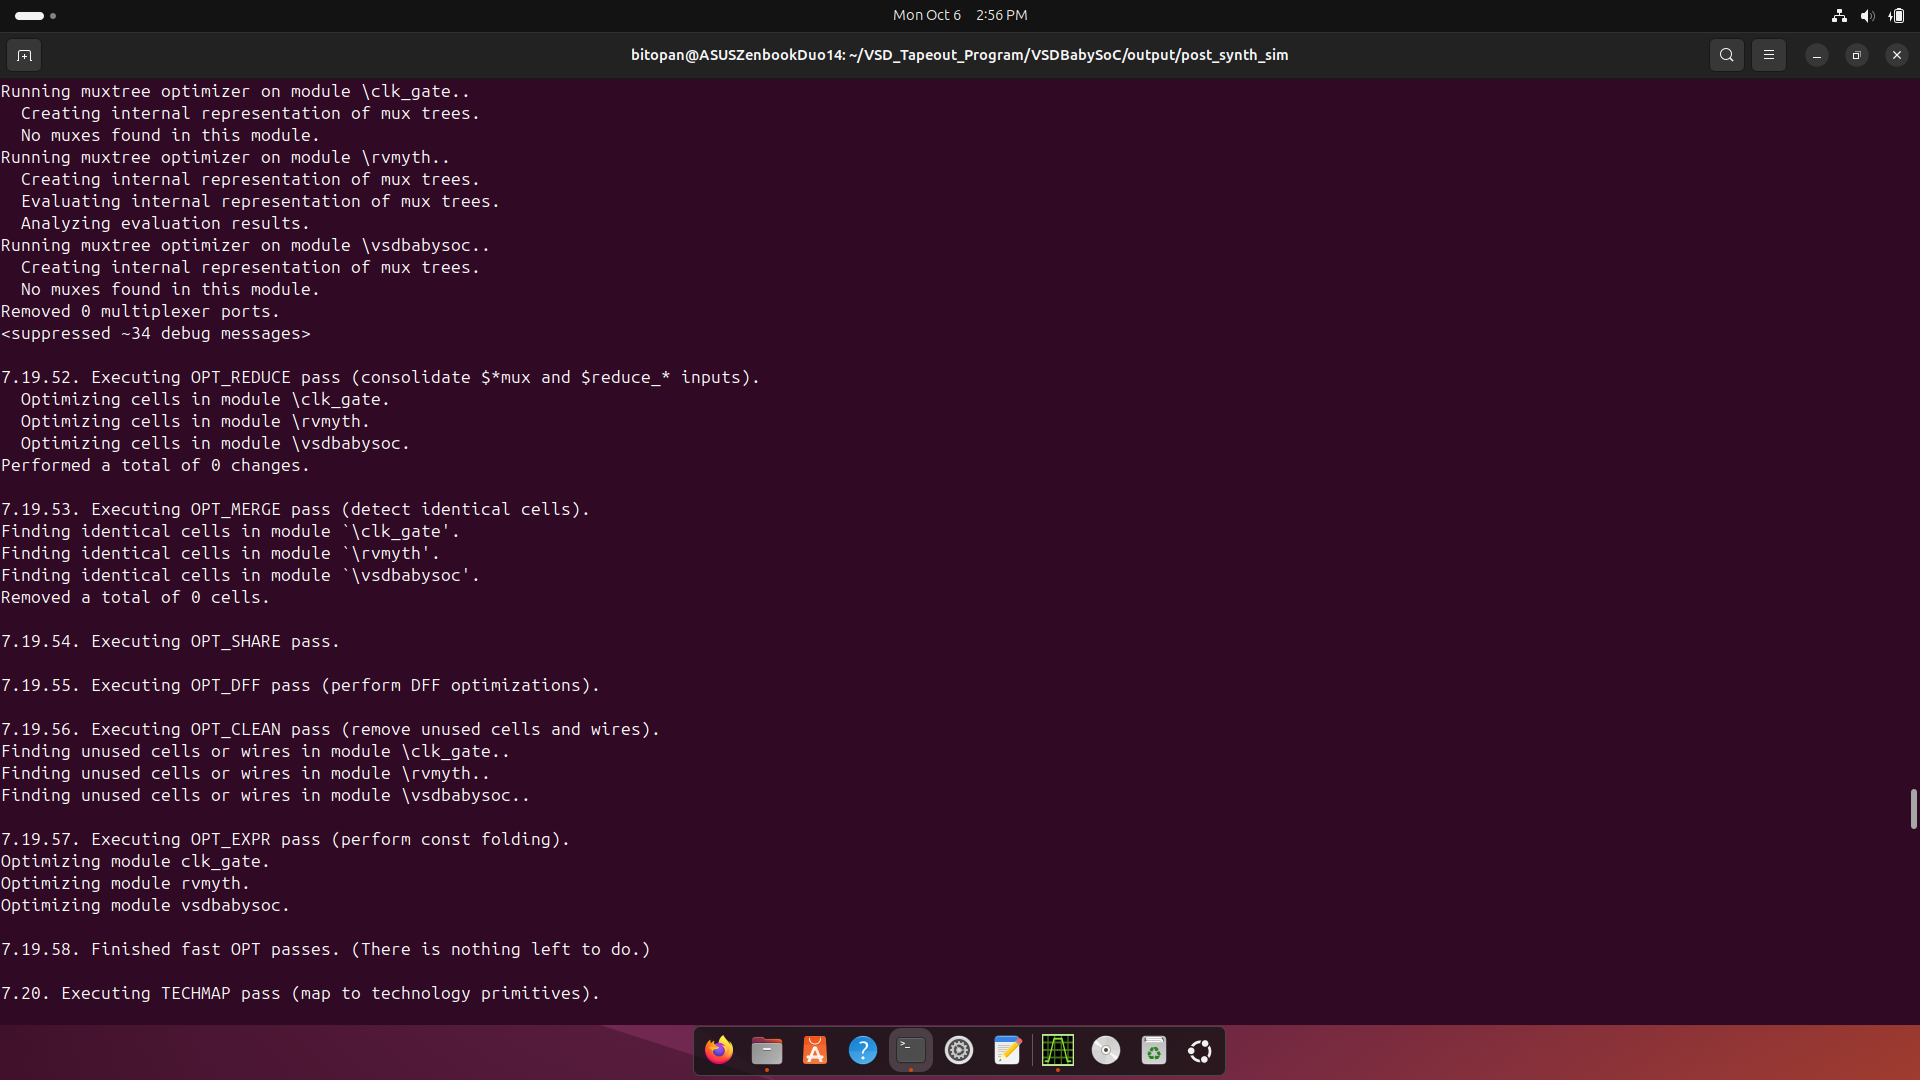 Mon Oct 6 2:56 PM
bitopan@ASUSZenbookDuo14: ~/VSD_Tapeout_Program/VSDBabySoC/output/post_synth_sim
Running muxtree optimizer on module \clk_gate..
  Creating internal representation of mux trees.
  No muxes found in this module.
Running muxtree optimizer on module \rvmyth..
  Creating internal representation of mux trees.
  Evaluating internal representation of mux trees.
  Analyzing evaluation results.
Running muxtree optimizer on module \vsdbabysoc..
  Creating internal representation of mux trees.
  No muxes found in this module.
Removed 0 multiplexer ports.
<suppressed ~34 debug messages>

7.19.52. Executing OPT_REDUCE pass (consolidate $*mux and $reduce_* inputs).
  Optimizing cells in module \clk_gate.
  Optimizing cells in module \rvmyth.
  Optimizing cells in module \vsdbabysoc.
Performed a total of 0 changes.

7.19.53. Executing OPT_MERGE pass (detect identical cells).
Finding identical cells in module `\clk_gate'.
Finding identical cells in module `\rvmyth'.
Finding identical cells in module `\vsdbabysoc'.
Removed a total of 0 cells.

7.19.54. Executing OPT_SHARE pass.

7.19.55. Executing OPT_DFF pass (perform DFF optimizations).

7.19.56. Executing OPT_CLEAN pass (remove unused cells and wires).
Finding unused cells or wires in module \clk_gate..
Finding unused cells or wires in module \rvmyth..
Finding unused cells or wires in module \vsdbabysoc..

7.19.57. Executing OPT_EXPR pass (perform const folding).
Optimizing module clk_gate.
Optimizing module rvmyth.
Optimizing module vsdbabysoc.

7.19.58. Finished fast OPT passes. (There is nothing left to do.)

7.20. Executing TECHMAP pass (map to technology primitives).